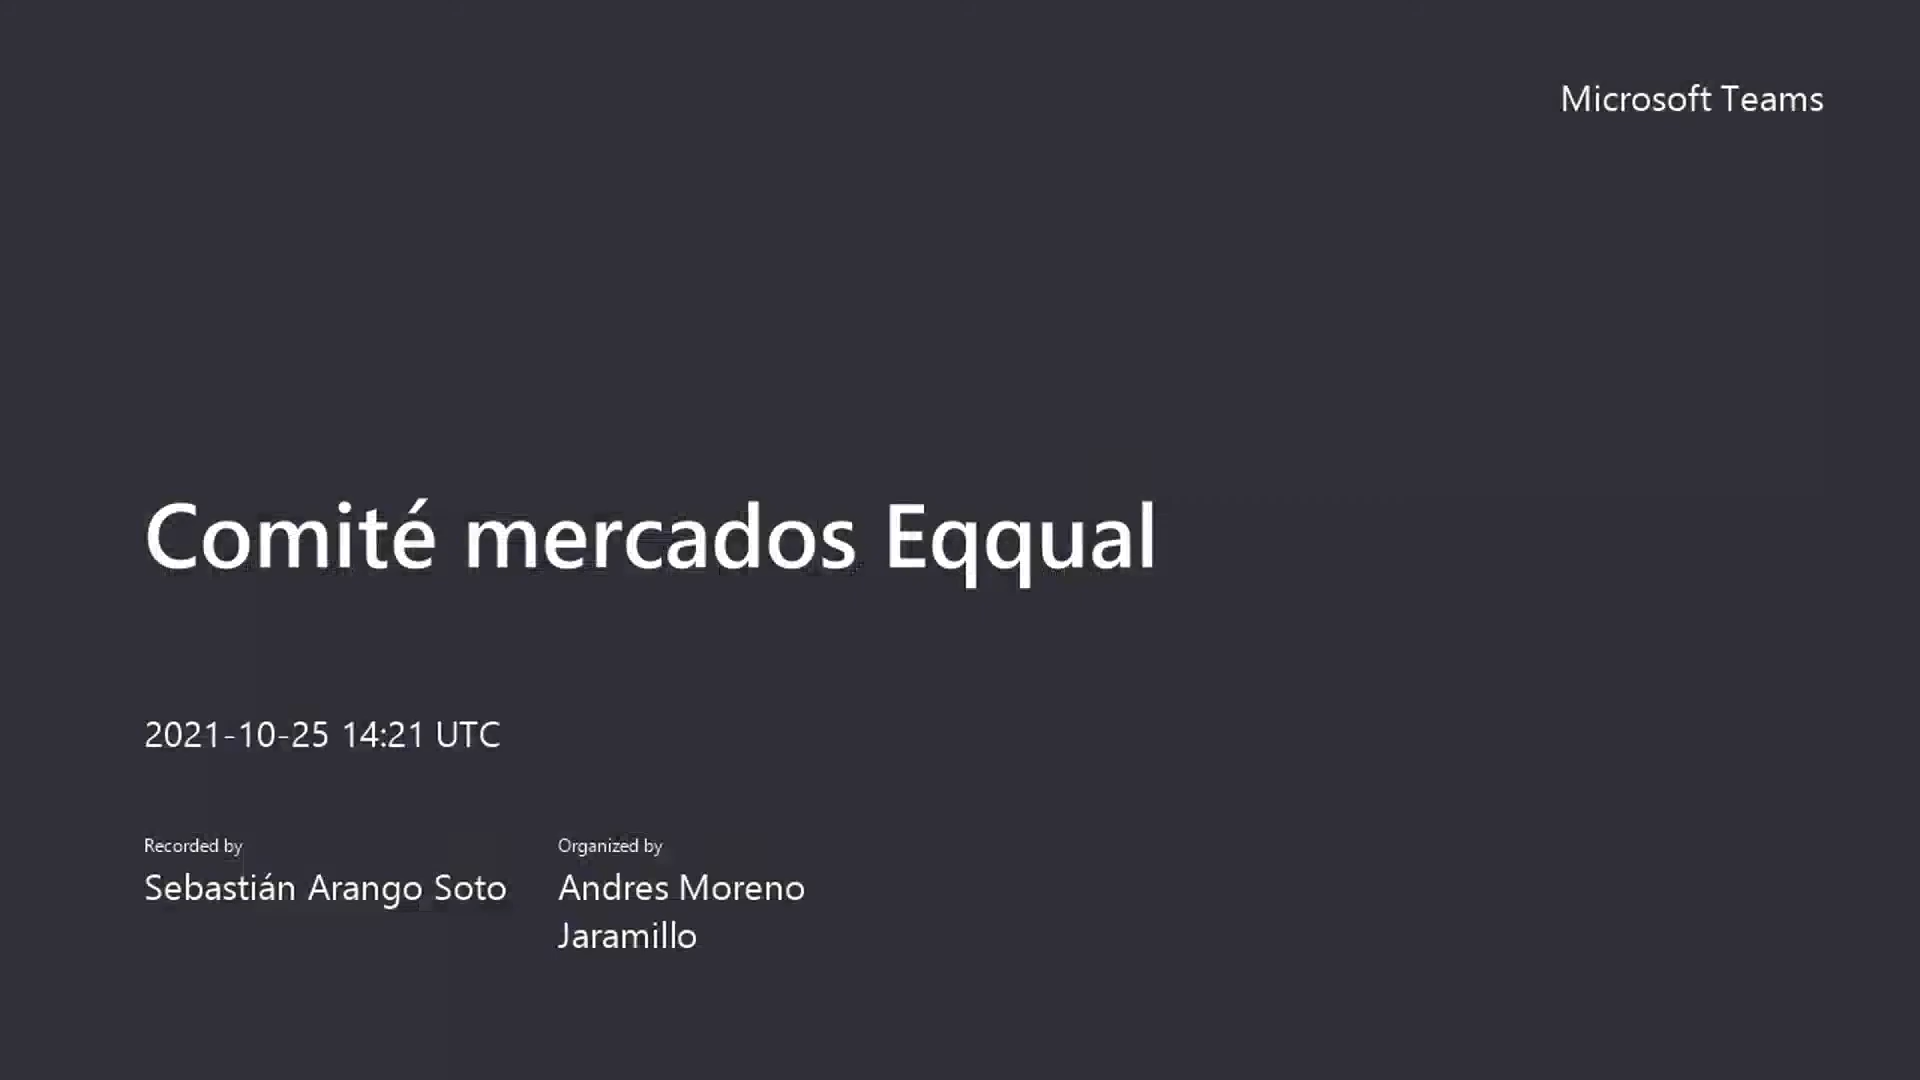 Microsoft Teams
Comité mercados Eqqual
2021-10-25 14:21 UTC
Recorded by
Sebastián Arango Soto
Organized by
Andres Moreno
Jaramillo